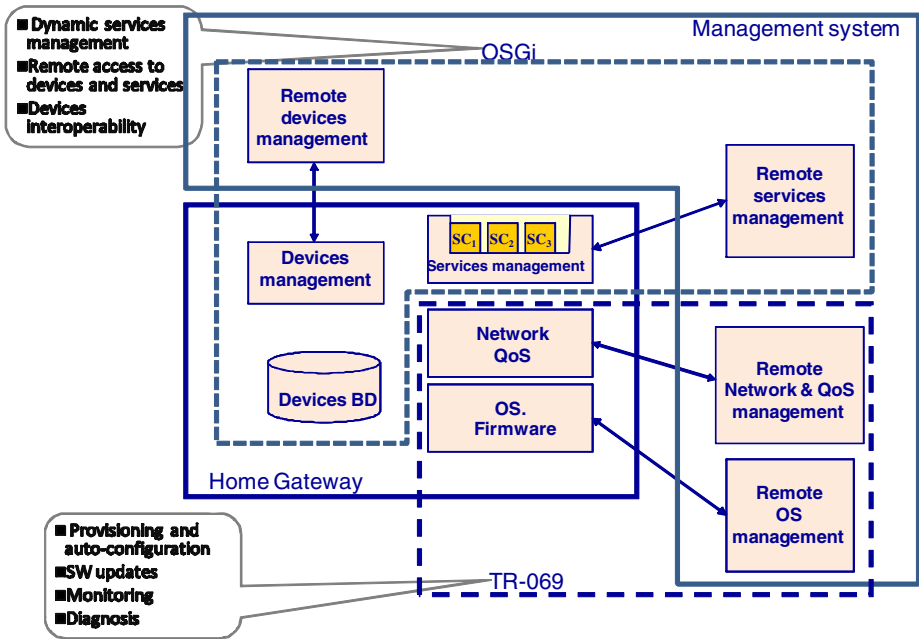 ■ Dynamic services
management
■Remote access to
devices and services
■Devices
interoperability
Management system
OSGi
Remote
devices
management
Remote
services
management
SC1 SC2 SC3
Services management
Devices
management
Network
QoS
Remote
Network & QoS
management
Devices BD
OS.
Firmware
Home Gateway
Remote
OS
management
■ Provisioning and
auto-configuration
■SW updates
■Monitoring
■Diagnosis
TR-069